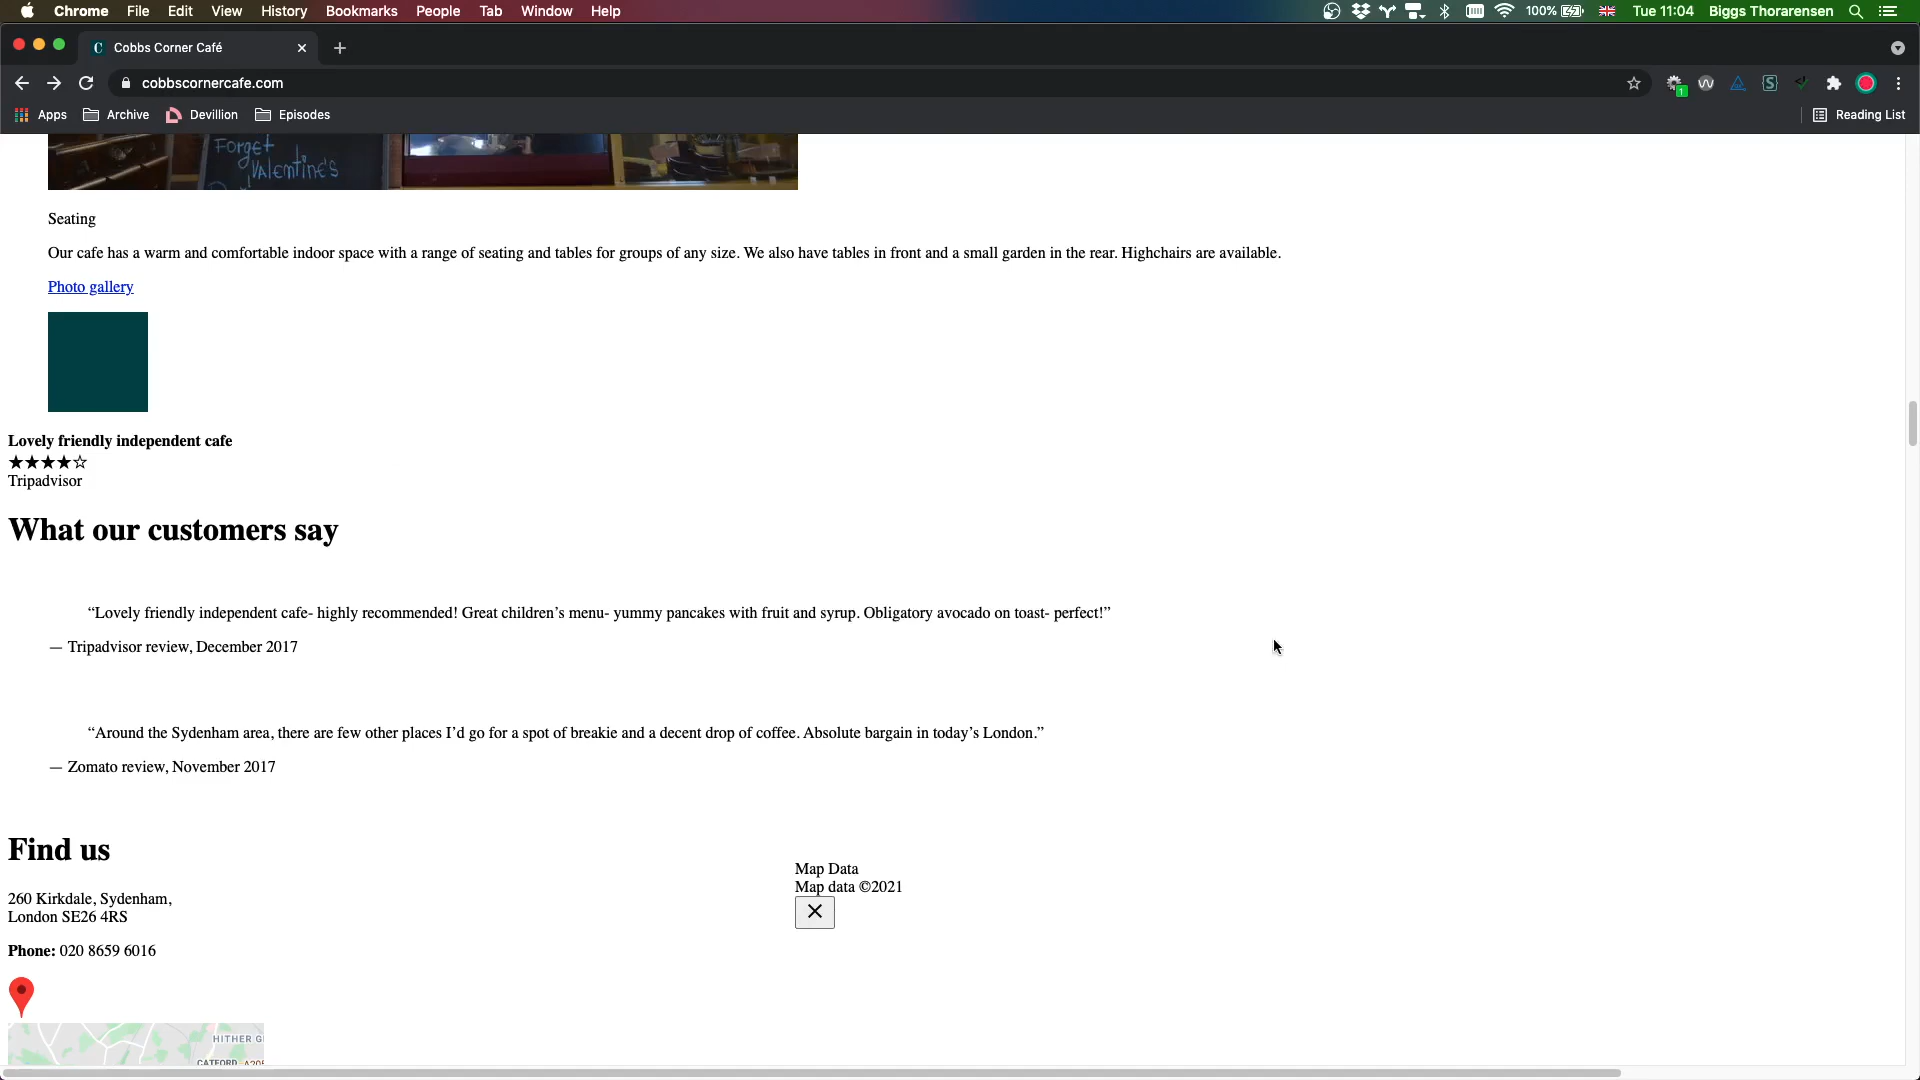 Chrome File Edit View History Bookmarks People Tab Window Help 100% Tue 11:04 Biggs Thorarensen
C Cobbs Corner Café
cobbscornercafe.com
1
Apps Archive Devillion Episodes Reading List
Forget
Valentine's
Seating
Our cafe has a warm and comfortable indoor space with a range of seating and tables for groups of any size. We also have tables in front and a small garden in the rear. Highchairs are available.
Photo gallery
Lovely friendly independent cafe
★★★★☆
Tripadvisor
What our customers say
“Lovely friendly independent cafe- highly recommended! Great children’s menu- yummy pancakes with fruit and syrup. Obligatory avocado on toast- perfect!”
— Tripadvisor review, December 2017
“Around the Sydenham area, there are few other places I’d go for a spot of breakie and a decent drop of coffee. Absolute bargain in today’s London.”
— Zomato review, November 2017
Find us
260 Kirkdale, Sydenham,
London SE26 4RS
Phone: 020 8659 6016
Map Data
Map data ©2021
HITHER G
CATFORD A205